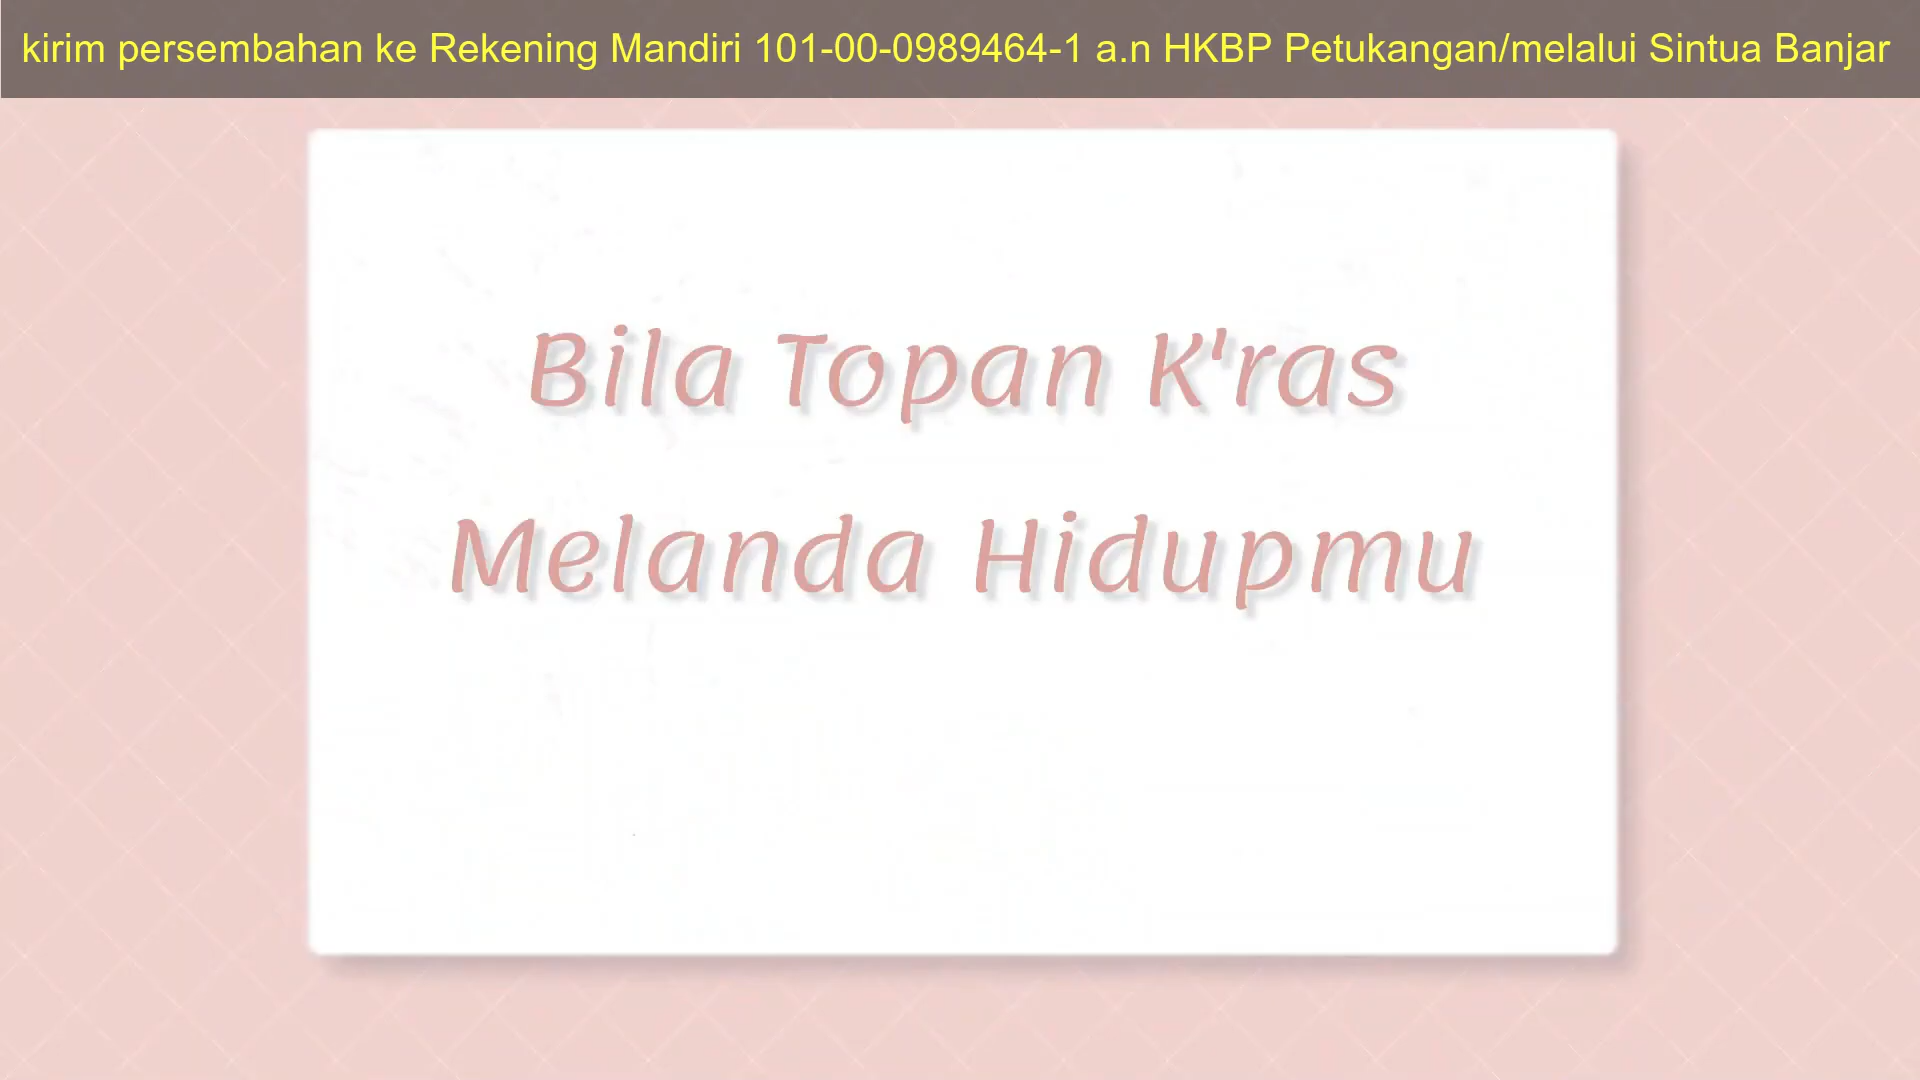 kirim persembahan ke Rekening Mandiri 101-00-0989464-1 a.n HKBP Petukangan/melalui Sintua Banjar
Bila Topan K'ras
Melanda Hidupmu